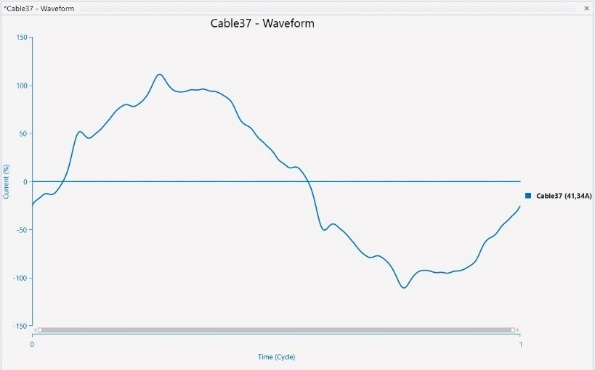 *Cable37 - Waveform
Cable37 - Waveform
150
100
50
0
-50
-100
-150
Current (%)
0
1
Time (Cycle)
Cable37 (41,34A)